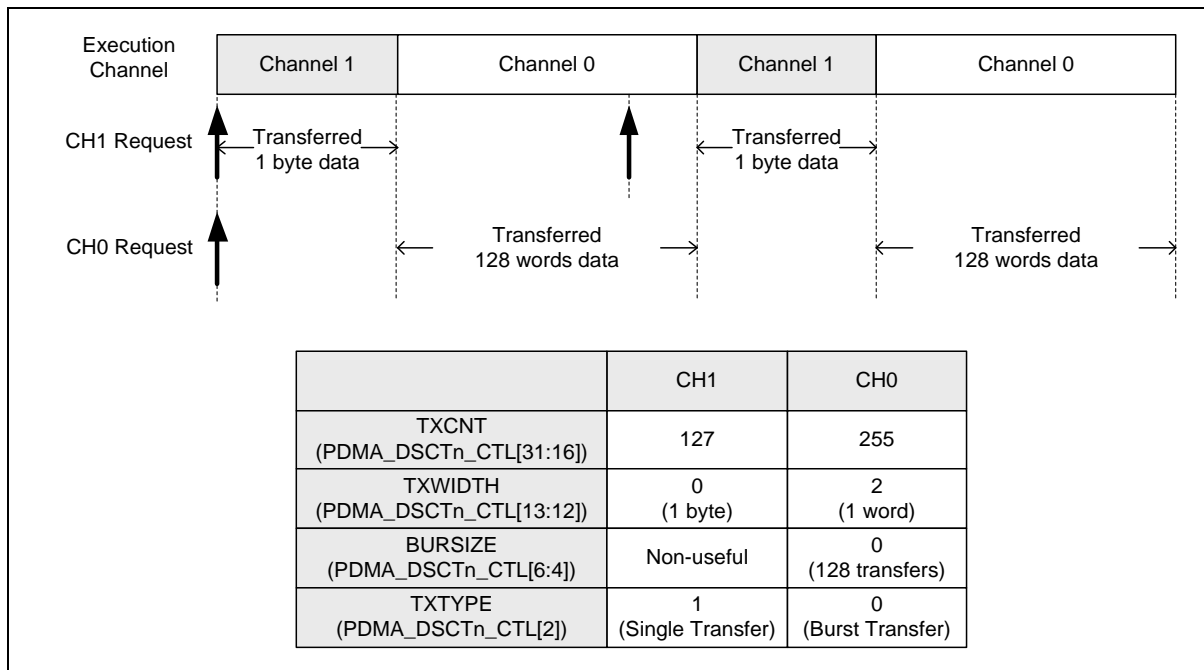 Execution
Channel
Channel 1
Channel 0
Channel 1
Channel 0
CH1 Request
Transferred
1 byte data
Transferred
1 byte data
CH0 Request
Transferred
128 words data
Transferred
128 words data
CH1
CH0
TXCNT
(PDMA_DSCTn_CTL[31:16])
127
255
TXWIDTH
(PDMA_DSCTn_CTL[13:12])
0
(1 byte)
2
(1 word)
BURSIZE
(PDMA_DSCTn_CTL[6:4])
Non-useful
0
(128 transfers)
TXTYPE
(PDMA_DSCTn_CTL[2])
1
(Single Transfer)
0
(Burst Transfer)